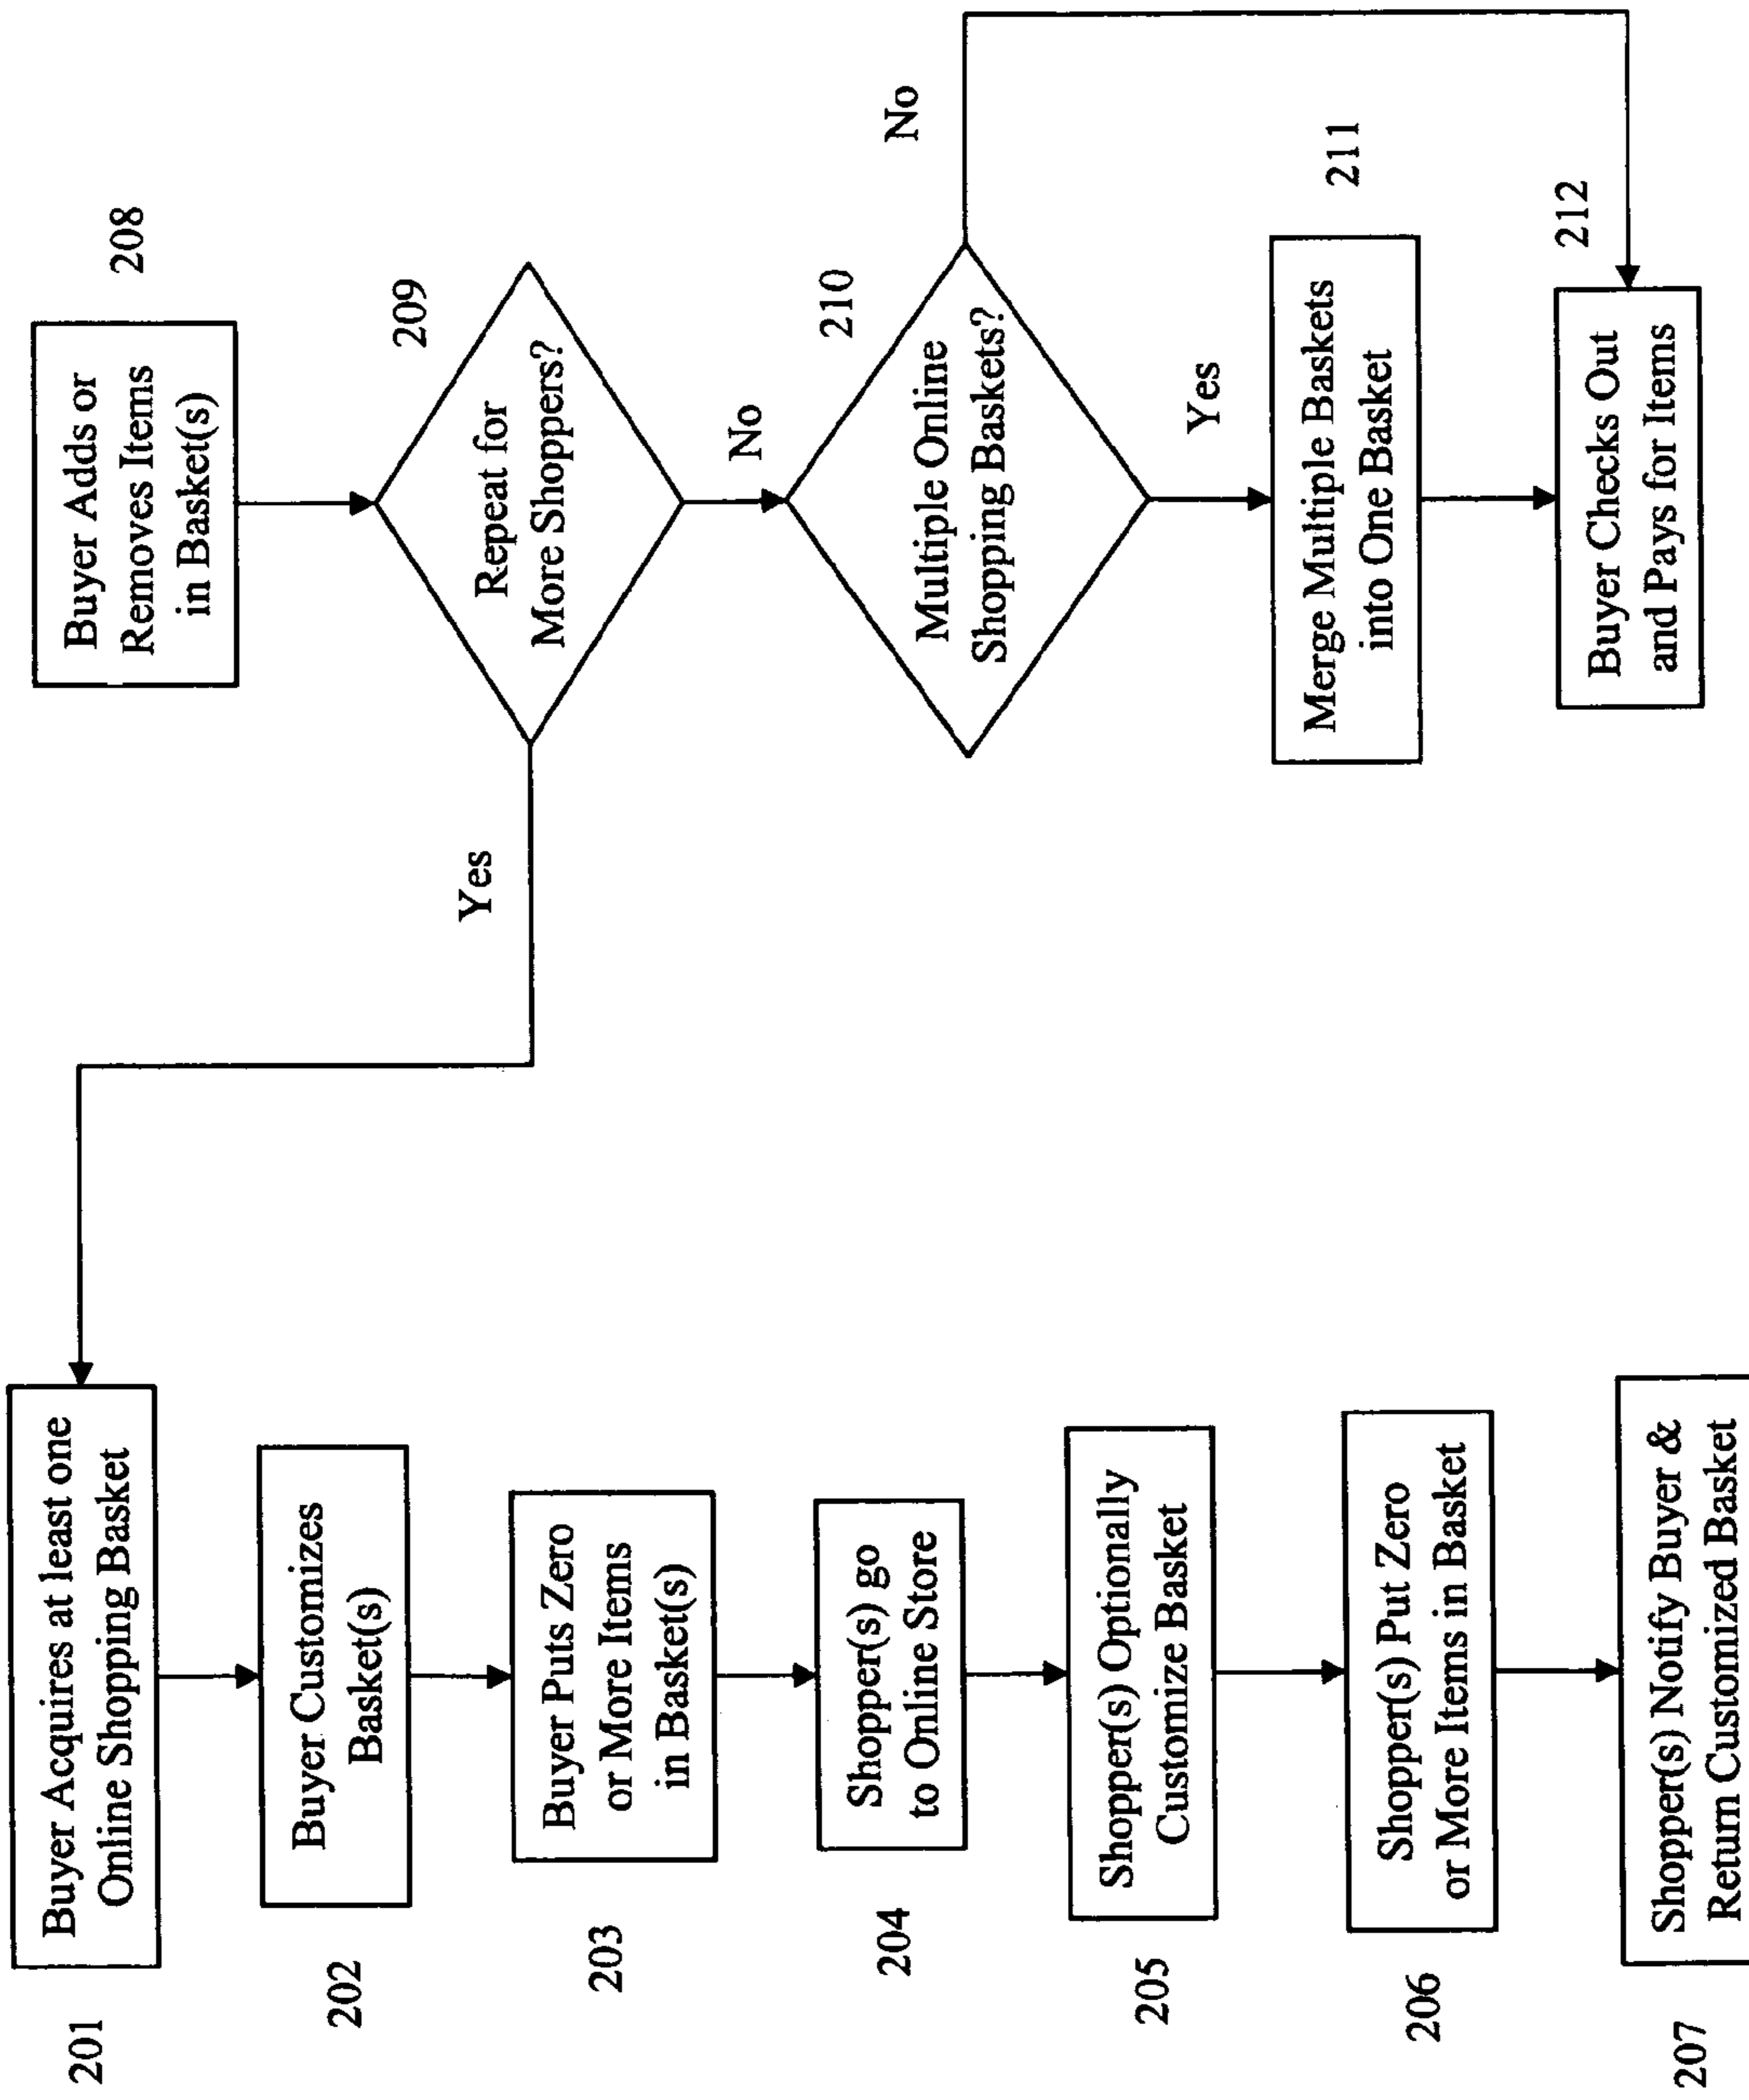 201
Buyer Acquires at least one
Online Shopping Basket
202
Buyer Customizes
Basket(s)
203
Buyer Puts Zero
or More Items
in Basket(s)
204
Shopper(s) go
to Online Store
205
Shopper(s) Optionally
Customize Basket
206
Shopper(s) Put Zero
or More Items in Basket
207
Shopper(s) Notify Buyer &
Return Customized Basket
208
Buyer Adds or
Removes Items
in Basket(s)
209
Repeat for
More Shoppers?
Yes
No
210
Multiple Online
Shopping Baskets?
No
Yes
211
Merge Multiple Baskets
into One Basket
212
Buyer Checks Out
and Pays for Items